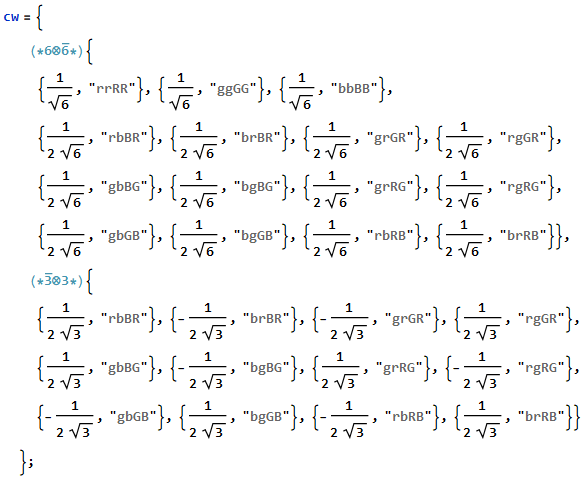 cw = {
(*6⊗6̅*){
{1/√6, "rrRR"}, {1/√6, "ggGG"}, {1/√6, "bbBB"},
{1/(2 √6), "rbBR"}, {1/(2 √6), "brBR"}, {1/(2 √6), "grGR"}, {1/(2 √6), "rgGR"},
{1/(2 √6), "gbBG"}, {1/(2 √6), "bgBG"}, {1/(2 √6), "grRG"}, {1/(2 √6), "rgRG"},
{1/(2 √6), "gbGB"}, {1/(2 √6), "bgGB"}, {1/(2 √6), "rbRB"}, {1/(2 √6), "brRB"}},
(*3̅⊗3*){
{1/(2 √3), "rbBR"}, {-1/(2 √3), "brBR"}, {-1/(2 √3), "grGR"}, {1/(2 √3), "rgGR"},
{1/(2 √3), "gbBG"}, {-1/(2 √3), "bgBG"}, {1/(2 √3), "grRG"}, {-1/(2 √3), "rgRG"},
{-1/(2 √3), "gbGB"}, {1/(2 √3), "bgGB"}, {-1/(2 √3), "rbRB"}, {1/(2 √3), "brRB"}}
};